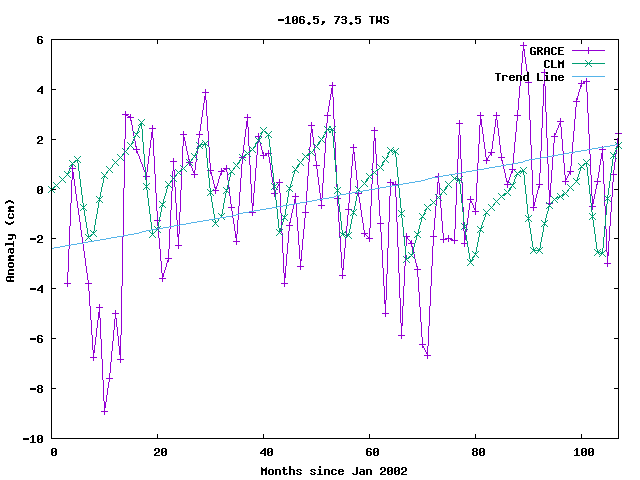 -106.5, 73.5 TWS
GRACE
CLM
Trend Line
6
4
2
0
-2
-4
-6
-8
-10
Anomaly (cm)
0 20 40 60 80 100
Months since Jan 2002